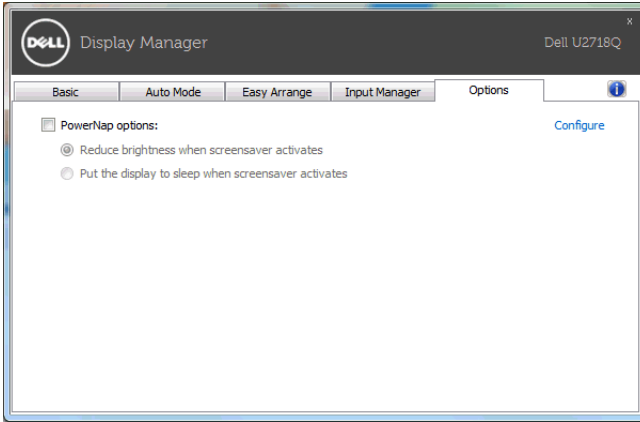 DELL Display Manager Dell U2718Q x
Basic Auto Mode Easy Arrange Input Manager Options i
PowerNap options: Configure
Reduce brightness when screensaver activates
Put the display to sleep when screensaver activates